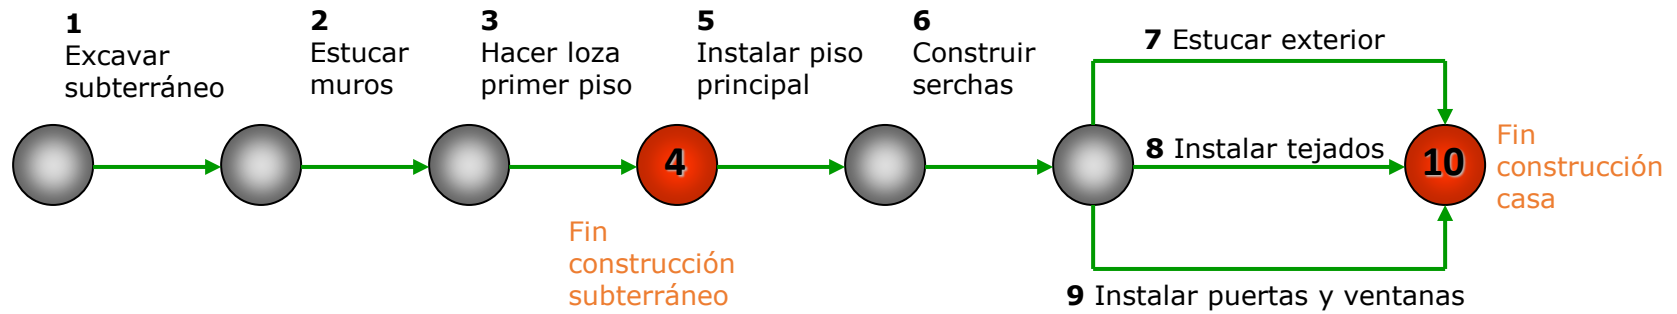 1
Excavar
subterráneo
2
Estucar
muros
3
Hacer loza
primer piso
5
Instalar piso
principal
6
Construir
serchas
7 Estucar exterior
4
8 Instalar tejados
10
Fin
construcción
casa
Fin
construcción
subterráneo
9 Instalar puertas y ventanas